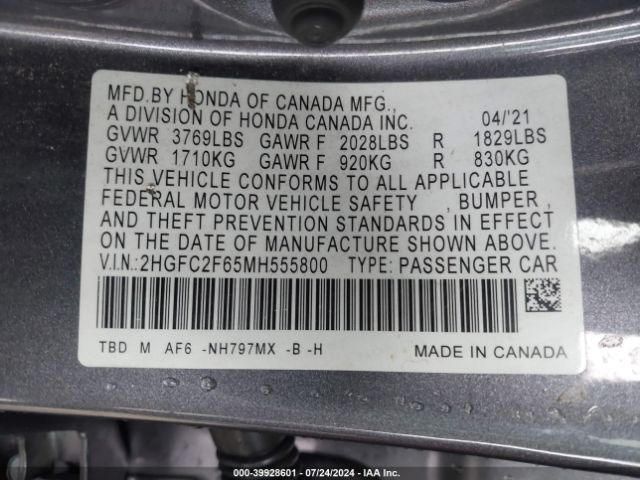 MFD.BY HONDA OF CANADA MFG.,
A DIVISION OF HONDA CANADA INC. 04/'21
GVWR 3769LBS GAWR F 2028LBS R 1829LBS
GVWR 1710KG GAWR F 920KG R 830KG
THIS VEHICLE CONFORMS TO ALL APPLICABLE
FEDERAL MOTOR VEHICLE SAFETY , BUMPER ,
AND THEFT PREVENTION STANDARDS IN EFFECT
ON THE DATE OF MANUFACTURE SHOWN ABOVE.
V.I.N.:2HGFC2F65MH555800 TYPE: PASSENGER CAR
TBD M AF6 -NH797MX -B -H MADE IN CANADA
000-39928601 / 07/24/2024 / IAA Inc.